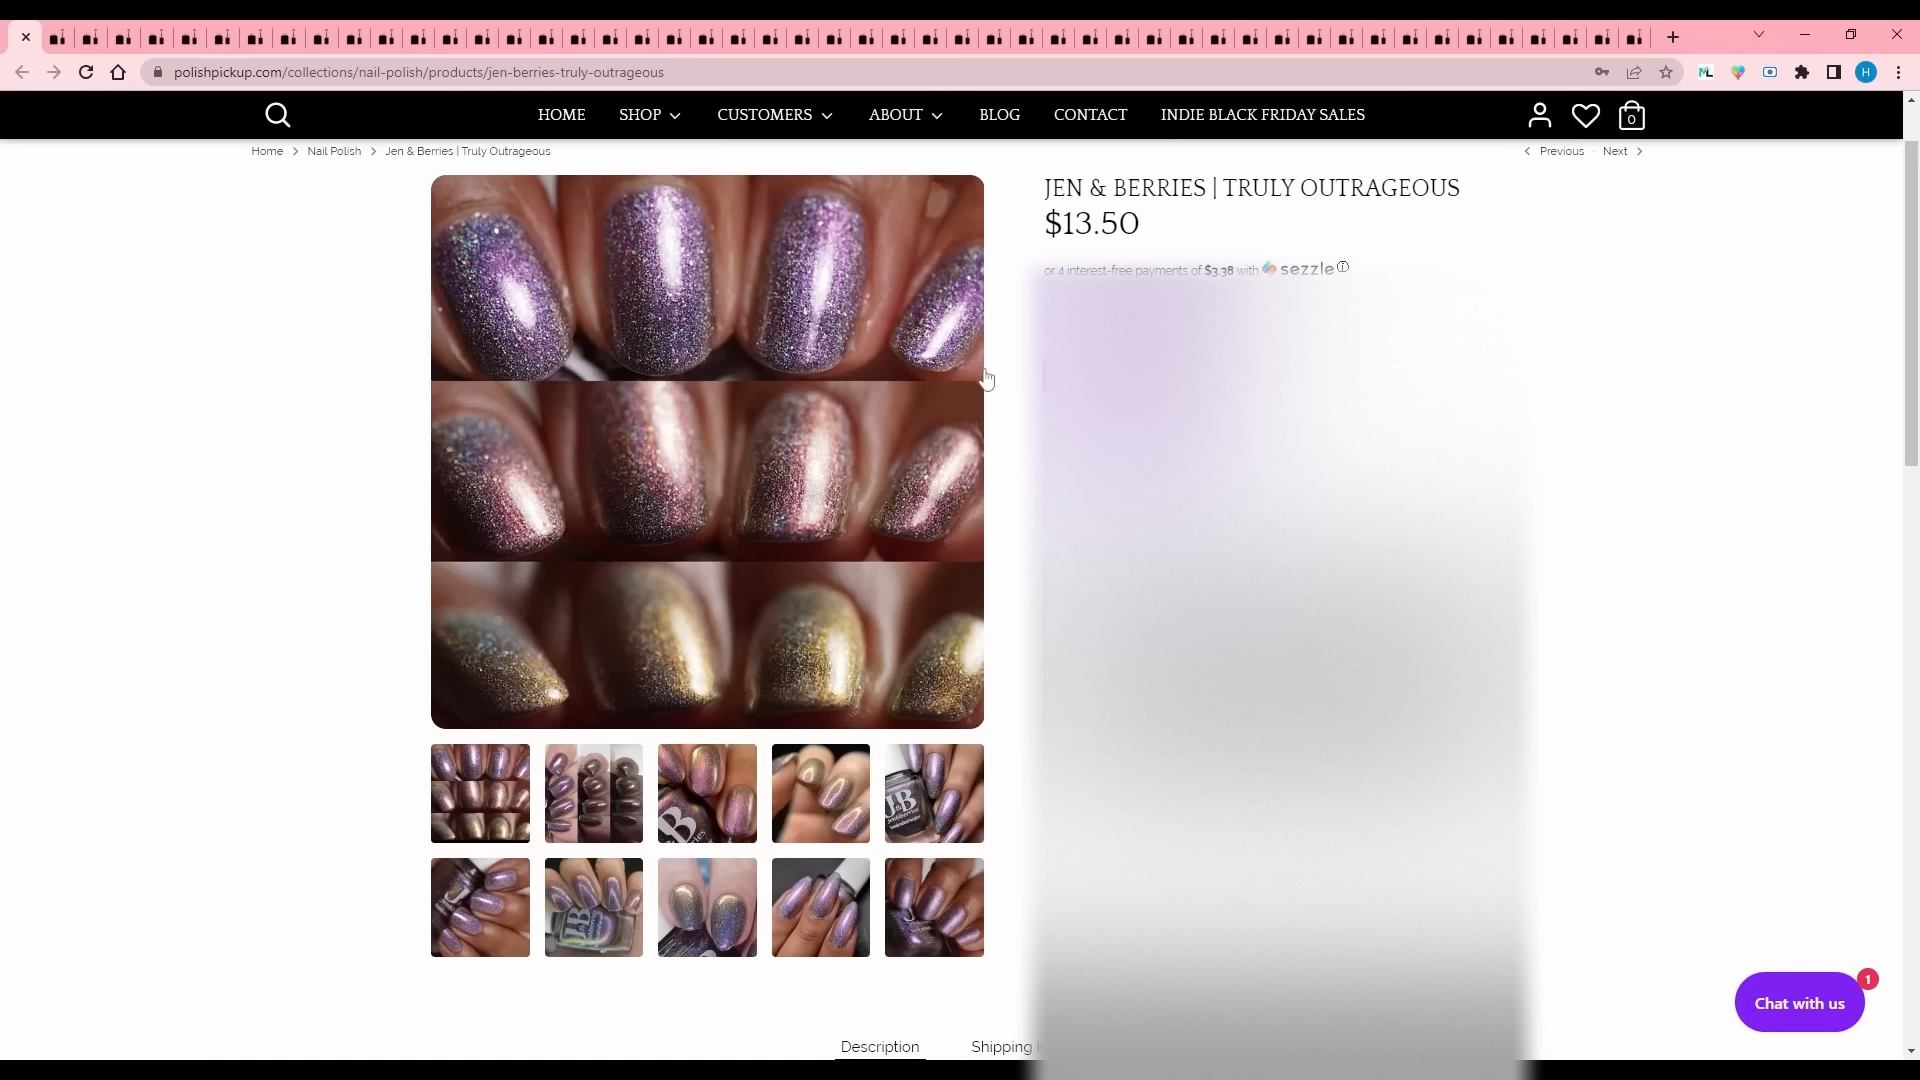 polishpickup.com/collections/nail-polish/products/jen-berries-truly-outrageous
ML
H
HOME SHOP CUSTOMERS ABOUT BLOG CONTACT INDIE BLACK FRIDAY SALES
0
Home > Nail Polish > Jen & Berries | Truly Outrageous
< Previous · Next >
JEN & BERRIES | TRULY OUTRAGEOUS
$13.50
or 4 interest-free payments of $3.38 with sezzle
J&B
Chat with us
1
Description
Shipping